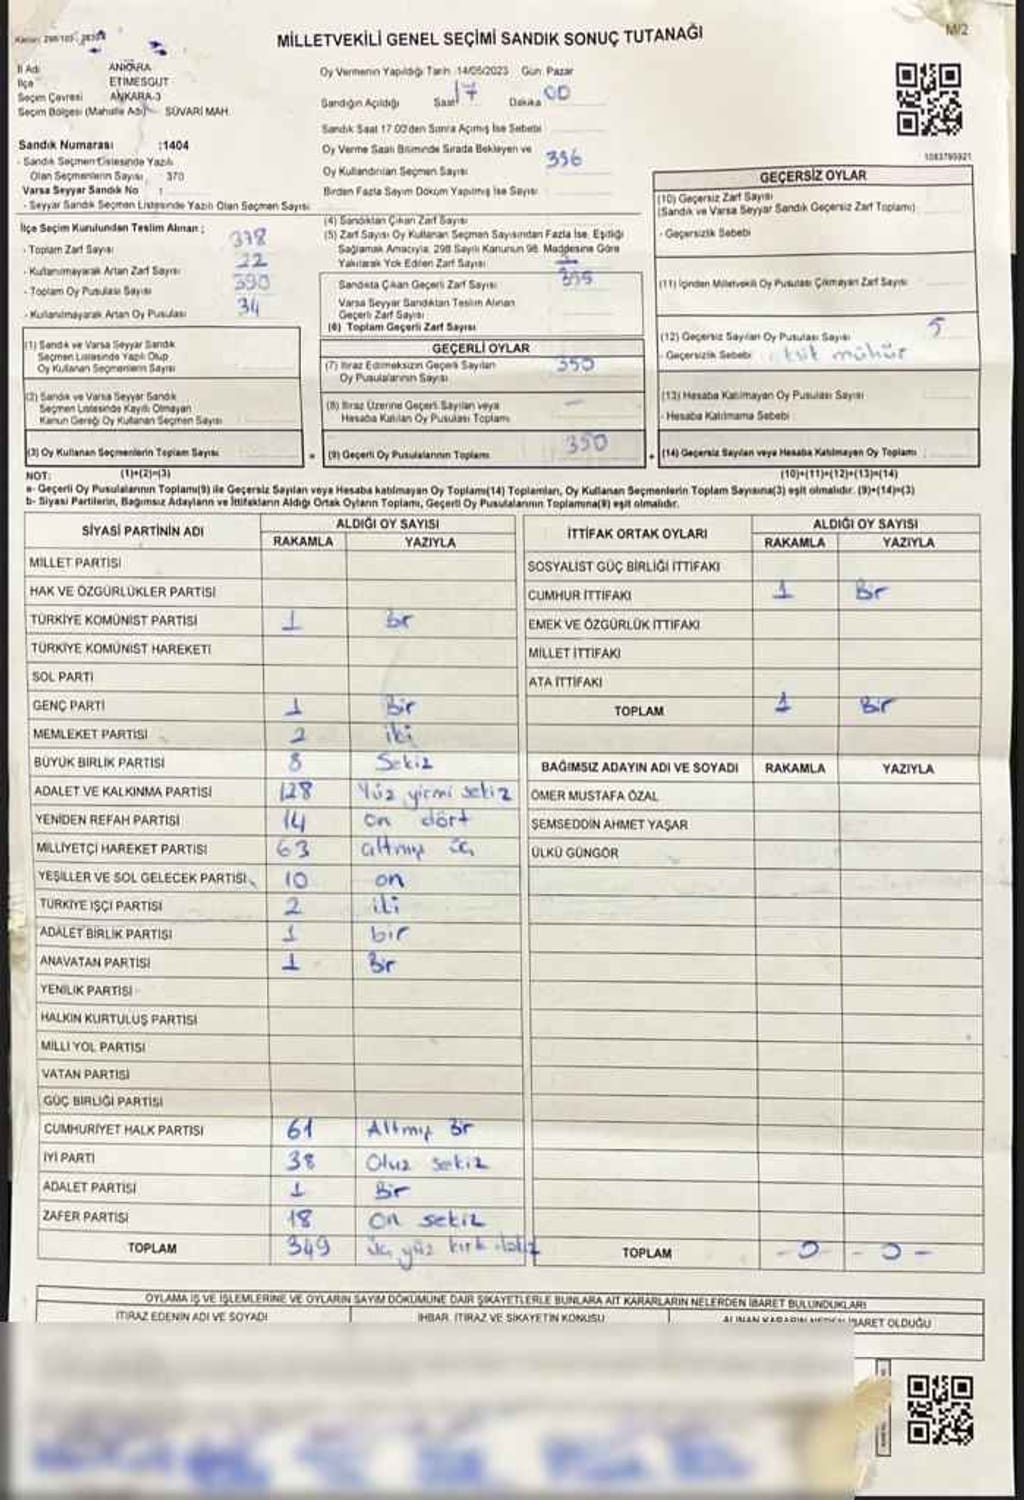 MİLLETVEKİLİ GENEL SEÇİMİ SANDIK SONUÇ TUTANAĞI
M/2
İl Adı ANKARA
İlçe ETİMESGUT
Seçim Çevresi ANKARA-3
Seçim Bölgesi (Mahalle Adı) SÜVARİ MAH.
Oy Vermenin Yapıldığı Tarih 14/05/2023 Gün: Pazar
Sandığın Açıldığı Saat 17 Dakika 00
Sandık Saat 17.00'den Sonra Açılmış İse Sebebi
Oy Verme Saati Bitiminde Sırada Bekleyen ve
Oy Kullandırılan Seçmen Sayısı 356
Birden Fazla Sayım Döküm Yapılmış İse Sayısı
Sandık Numarası :1404
- Sandık Seçmen Listesinde Yazılı
Olan Seçmenlerin Sayısı 370
Varsa Seyyar Sandık No :
- Seyyar Sandık Seçmen Listesinde Yazılı Olan Seçmen Sayısı
İlçe Seçim Kurulundan Teslim Alınan ;
- Toplam Zarf Sayısı 378
- Kullanılmayarak Artan Zarf Sayısı 22
- Toplam Oy Pusulası Sayısı 390
- Kullanılmayarak Artan Oy Pusulası 34
(1) Sandık ve Varsa Seyyar Sandık
Seçmen Listesinde Yazılı Olup
Oy Kullanan Seçmenlerin Sayısı
(2) Sandık ve Varsa Seyyar Sandık
Seçmen Listesinde Kayıtlı Olmayan
Kanun Gereği Oy Kullanan Seçmen Sayısı
(3) Oy Kullanan Seçmenlerin Toplam Sayısı
(1)+(2)=(3)
(4) Sandıktan Çıkan Zarf Sayısı
(5) Zarf Sayısı Oy Kullanan Seçmen Sayısından Fazla İse, Eşitliği
Sağlamak Amacıyla, 298 Sayılı Kanunun 98. Maddesine Göre
Yakılarak Yok Edilen Zarf Sayısı
Sandıkta Çıkan Geçerli Zarf Sayısı 355
Varsa Seyyar Sandıktan Teslim Alınan
Geçerli Zarf Sayısı
(6) Toplam Geçerli Zarf Sayısı
GEÇERLİ OYLAR
(7) İtiraz Edilmeksizin Geçerli Sayılan
Oy Pusulalarının Sayısı 350
(8) İtiraz Üzerine Geçerli Sayılan veya
Hesaba Katılan Oy Pusulası Toplamı —
(9) Geçerli Oy Pusulalarının Toplamı 350
1083795921
GEÇERSİZ OYLAR
(10) Geçersiz Zarf Sayısı
(Sandık ve Varsa Seyyar Sandık Geçersiz Zarf Toplamı)
- Geçersizlik Sebebi
(11) İçinden Milletvekili Oy Pusulası Çıkmayan Zarf Sayısı
(12) Geçersiz Sayılan Oy Pusulası Sayısı 5
- Geçersizlik Sebebi mühür
(13) Hesaba Katılmayan Oy Pusulası Sayısı
- Hesaba Katılmama Sebebi
(14) Geçersiz Sayılan veya Hesaba Katılmayan Oy Toplamı
(10)+(11)+(12)+(13)=(14)
NOT:
a- Geçerli Oy Pusulalarının Toplamı(9) ile Geçersiz Sayılan veya Hesaba katılmayan Oy Toplamı(14) Toplamları, Oy Kullanan Seçmenlerin Toplam Sayısına(3) eşit olmalıdır. (9)+(14)=(3)
b- Siyasi Partilerin, Bağımsız Adayların ve İttifakların Aldığı Ortak Oyların Toplamı, Geçerli Oy Pusulalarının Toplamına(9) eşit olmalıdır.
SİYASİ PARTİNİN ADI ALDIĞI OY SAYISI
RAKAMLA YAZIYLA
MİLLET PARTİSİ
HAK VE ÖZGÜRLÜKLER PARTİSİ
TÜRKİYE KOMÜNİST PARTİSİ 1 Bir
TÜRKİYE KOMÜNİST HAREKETİ
SOL PARTİ
GENÇ PARTİ 1 Bir
MEMLEKET PARTİSİ 2 iki
BÜYÜK BİRLİK PARTİSİ 8 Sekiz
ADALET VE KALKINMA PARTİSİ 128 Yüz yirmi sekiz
YENİDEN REFAH PARTİSİ 14 on dört
MİLLİYETÇİ HAREKET PARTİSİ 63 altmış üç
YEŞİLLER VE SOL GELECEK PARTİSİ 10 on
TÜRKİYE İŞÇİ PARTİSİ 2 iki
ADALET BİRLİK PARTİSİ 1 bir
ANAVATAN PARTİSİ 1 Bir
YENİLİK PARTİSİ
HALKIN KURTULUŞ PARTİSİ
MİLLİ YOL PARTİSİ
VATAN PARTİSİ
GÜÇ BİRLİĞİ PARTİSİ
CUMHURİYET HALK PARTİSİ 61 Altmış Bir
İYİ PARTİ 38 Otuz sekiz
ADALET PARTİSİ 1 Bir
ZAFER PARTİSİ 18 On sekiz
TOPLAM 349 üç yüz kırk
İTTİFAK ORTAK OYLARI ALDIĞI OY SAYISI
RAKAMLA YAZIYLA
SOSYALİST GÜÇ BİRLİĞİ İTTİFAKI
CUMHUR İTTİFAKI 1 Bir
EMEK VE ÖZGÜRLÜK İTTİFAKI
MİLLET İTTİFAKI
ATA İTTİFAKI
TOPLAM 1 Bir
BAĞIMSIZ ADAYIN ADI VE SOYADI RAKAMLA YAZIYLA
ÖMER MUSTAFA ÖZAL
ŞEMSEDDİN AHMET YAŞAR
ÜLKÜ GÜNGÖR
TOPLAM - 0 - - 0 -
OYLAMA İŞ VE İŞLEMLERİNE VE OYLARIN SAYIM DÖKÜMÜNE DAİR ŞİKAYETLERLE BUNLARA AİT KARARLARIN NELERDEN İBARET BULUNDUKLARI
İTİRAZ EDENİN ADI VE SOYADI İHBAR, İTİRAZ VE ŞİKAYETİN KONUSU ALINAN KARARIN NEDEN İBARET OLDUĞU